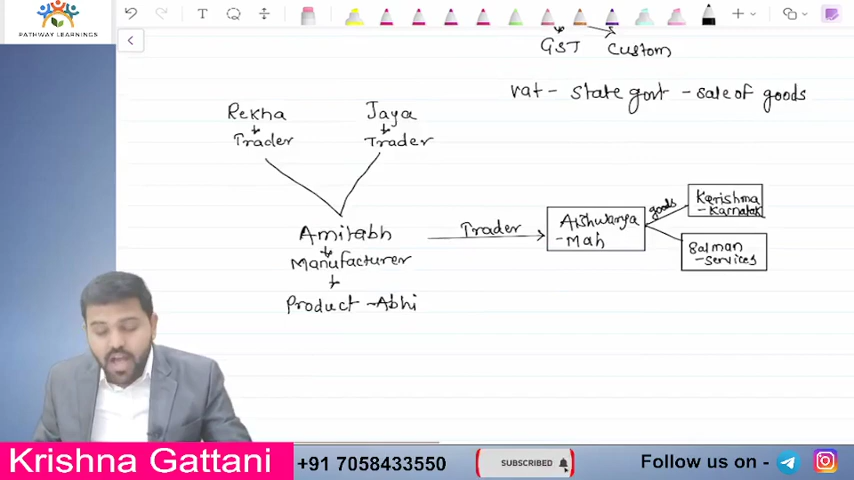 PATHWAY LEARNINGS
GST Custom
vat - state govt - sale of goods
Rekha Jaya
Trader Trader
Amitabh
Manufacturer
Product - Abhi
Trader
Aishwarya
- Mah
goods
Karishma
- Karnatak
Salman
- Services
Krishna Gattani +91 7058433550 SUBSCRIBED Follow us on -